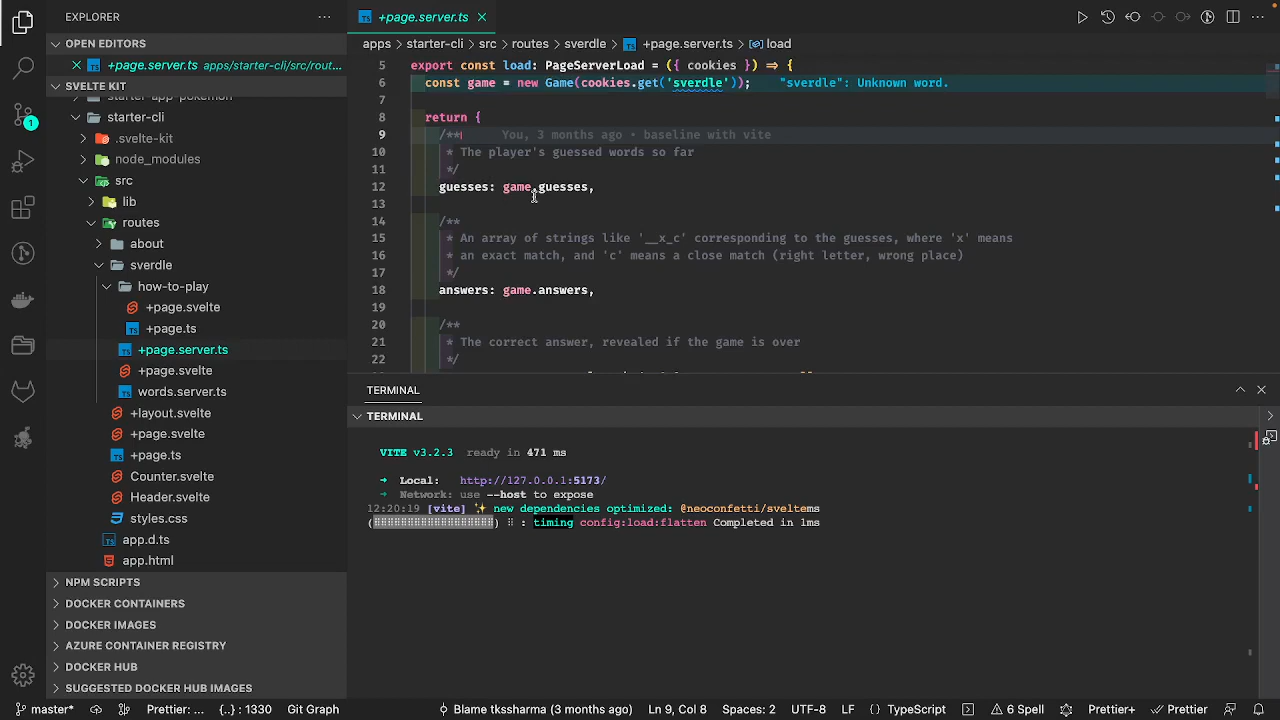 EXPLORER
OPEN EDITORS
+page.server.ts apps/starter-cli/src/rout...
SVELTE KIT
starter-app-pokemon
starter-cli
.svelte-kit
node_modules
src
lib
routes
about
sverdle
how-to-play
+page.svelte
+page.ts
+page.server.ts
+page.svelte
words.server.ts
+layout.svelte
+page.svelte
+page.ts
Counter.svelte
Header.svelte
styles.css
app.d.ts
app.html
NPM SCRIPTS
DOCKER CONTAINERS
DOCKER IMAGES
AZURE CONTAINER REGISTRY
DOCKER HUB
SUGGESTED DOCKER HUB IMAGES
+page.server.ts
apps > starter-cli > src > routes > sverdle > +page.server.ts > load
5 export const load: PageServerLoad = ({ cookies }) => {
6 const game = new Game(cookies.get('sverdle')); "sverdle": Unknown word.
7
8 return {
9 /** You, 3 months ago • baseline with vite
10 * The player's guessed words so far
11 */
12 guesses: game.guesses,
13
14 /**
15 * An array of strings like '__x_c' corresponding to the guesses, where 'x' means
16 * an exact match, and 'c' means a close match (right letter, wrong place)
17 */
18 answers: game.answers,
19
20 /**
21 * The correct answer, revealed if the game is over
22 */
TERMINAL
TERMINAL
VITE v3.2.3 ready in 471 ms
➜ Local: http://127.0.0.1:5173/
➜ Network: use --host to expose
12:20:19 [vite] ✨ new dependencies optimized: @neoconfetti/sveltems
(⠿⠿⠿⠿⠿⠿⠿⠿⠿⠿⠿⠿⠿⠿⠿⠿⠿⠿) ⠿ : timing config:load:flatten Completed in 1ms
master* Prettier: ... {..} : 1330 Git Graph Blame tkssharma (3 months ago) Ln 9, Col 8 Spaces: 2 UTF-8 LF TypeScript 6 Spell Prettier+ Prettier